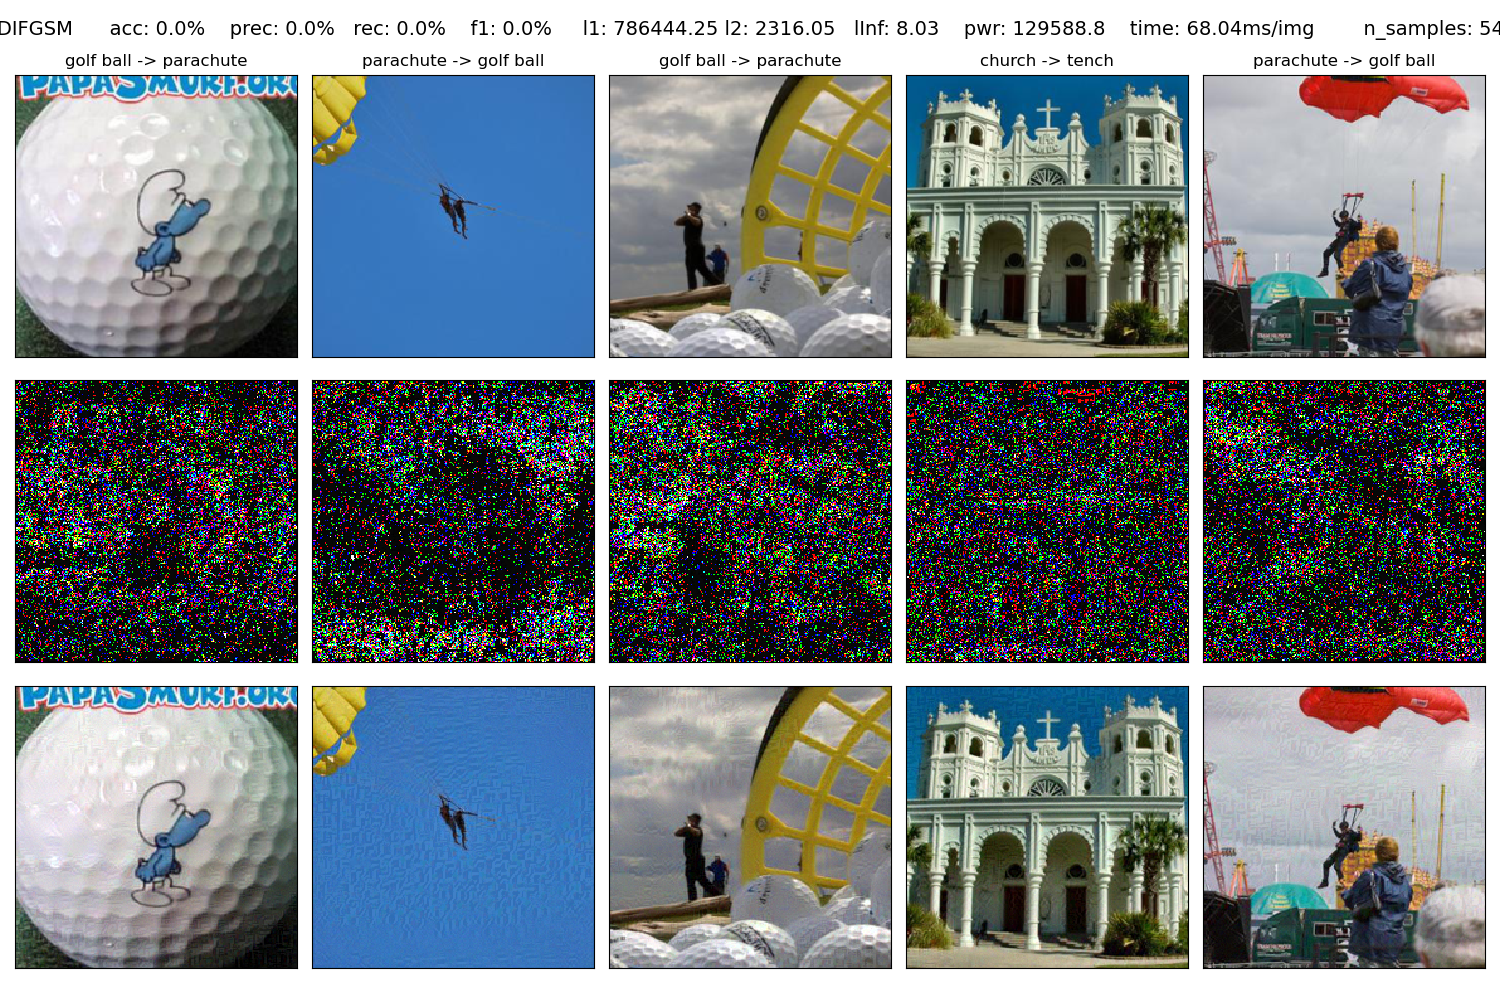 DIFGSM acc: 0.0% prec: 0.0% rec: 0.0% f1: 0.0% l1: 786444.25 l2: 2316.05 lInf: 8.03 pwr: 129588.8 time: 68.04ms/img n_samples: 54
golf ball -> parachute
parachute -> golf ball
golf ball -> parachute
church -> tench
parachute -> golf ball
PAPASMURF.ORG
PAPASMURF.ORG